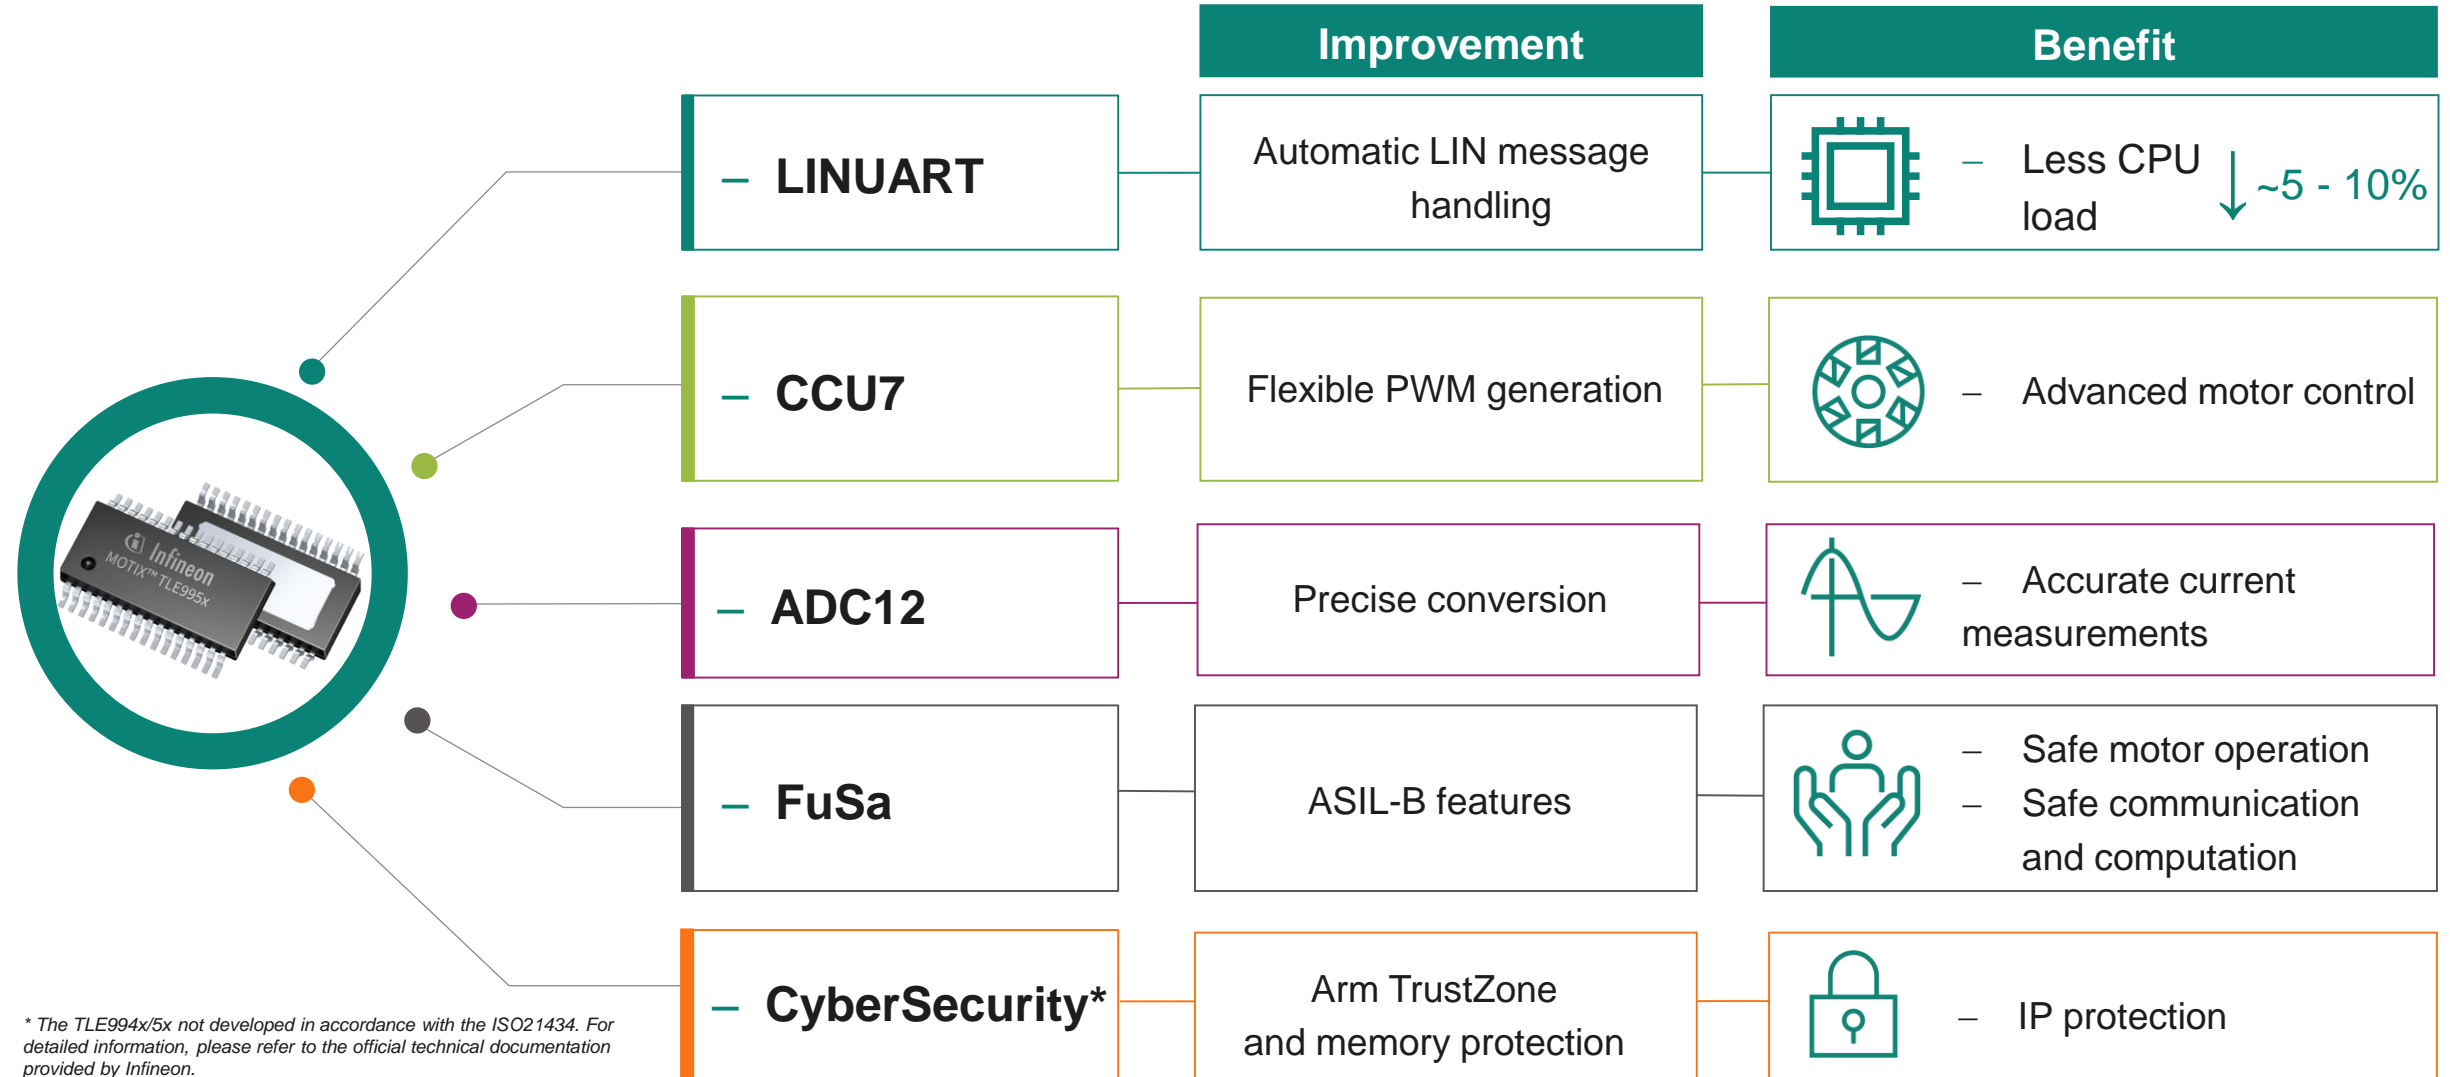 Improvement
Benefit
– LINUART
Automatic LIN message
handling
– Less CPU
load
~5 - 10%
– CCU7
Flexible PWM generation
– Advanced motor control
– ADC12
Precise conversion
– Accurate current
measurements
– FuSa
ASIL-B features
– Safe motor operation
– Safe communication
and computation
– CyberSecurity*
Arm TrustZone
and memory protection
– IP protection
Infineon
MOTIX™ TLE995x
* The TLE994x/5x not developed in accordance with the ISO21434. For
detailed information, please refer to the official technical documentation
provided by Infineon.